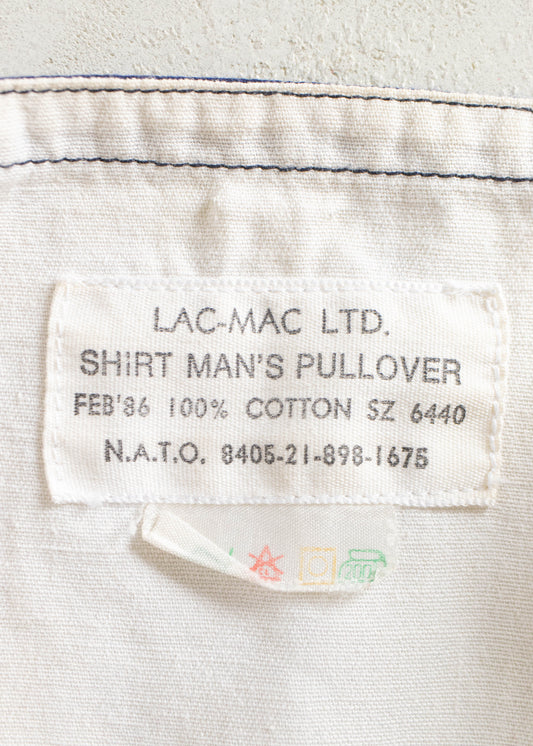 LAC-MAC LTD.
SHiRT MAN'S PULLOVER
FEB'86 100% COTTON SZ 6440
N.A.T.O. 8405-21-898-1675